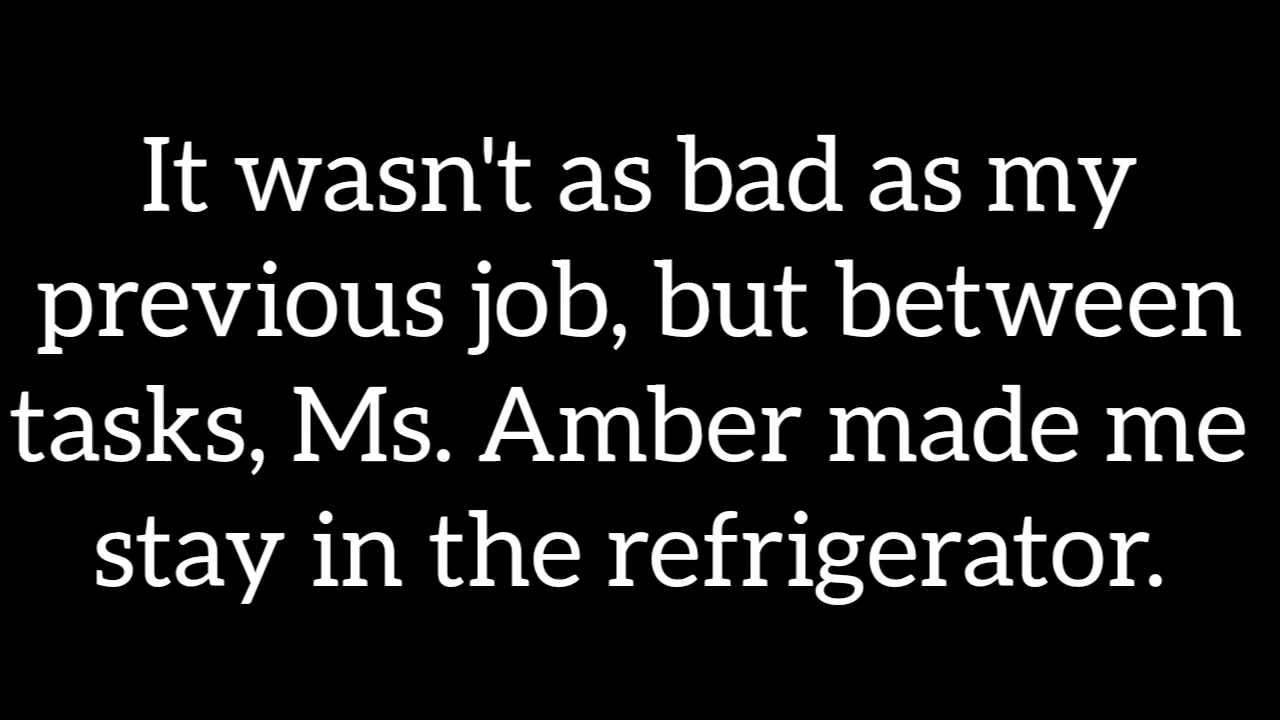 It wasn't as bad as my
previous job, but between
tasks, Ms. Amber made me
stay in the refrigerator.